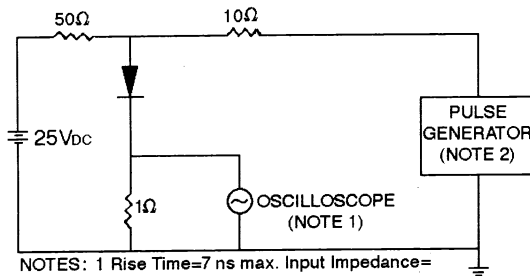 50Ω
10Ω
25VDC
PULSE
GENERATOR
(NOTE 2)
1Ω
OSCILLOSCOPE
(NOTE 1)
NOTES: 1 Rise Time=7 ns max. Input Impedance=